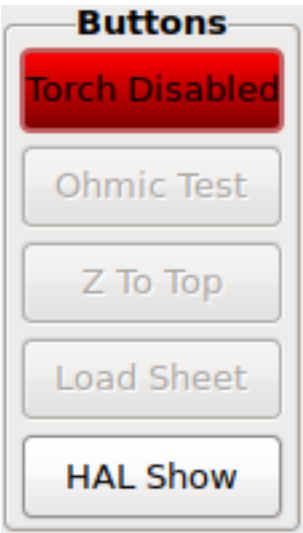 Buttons
Torch Disabled
Ohmic Test
Z To Top
Load Sheet
HAL Show